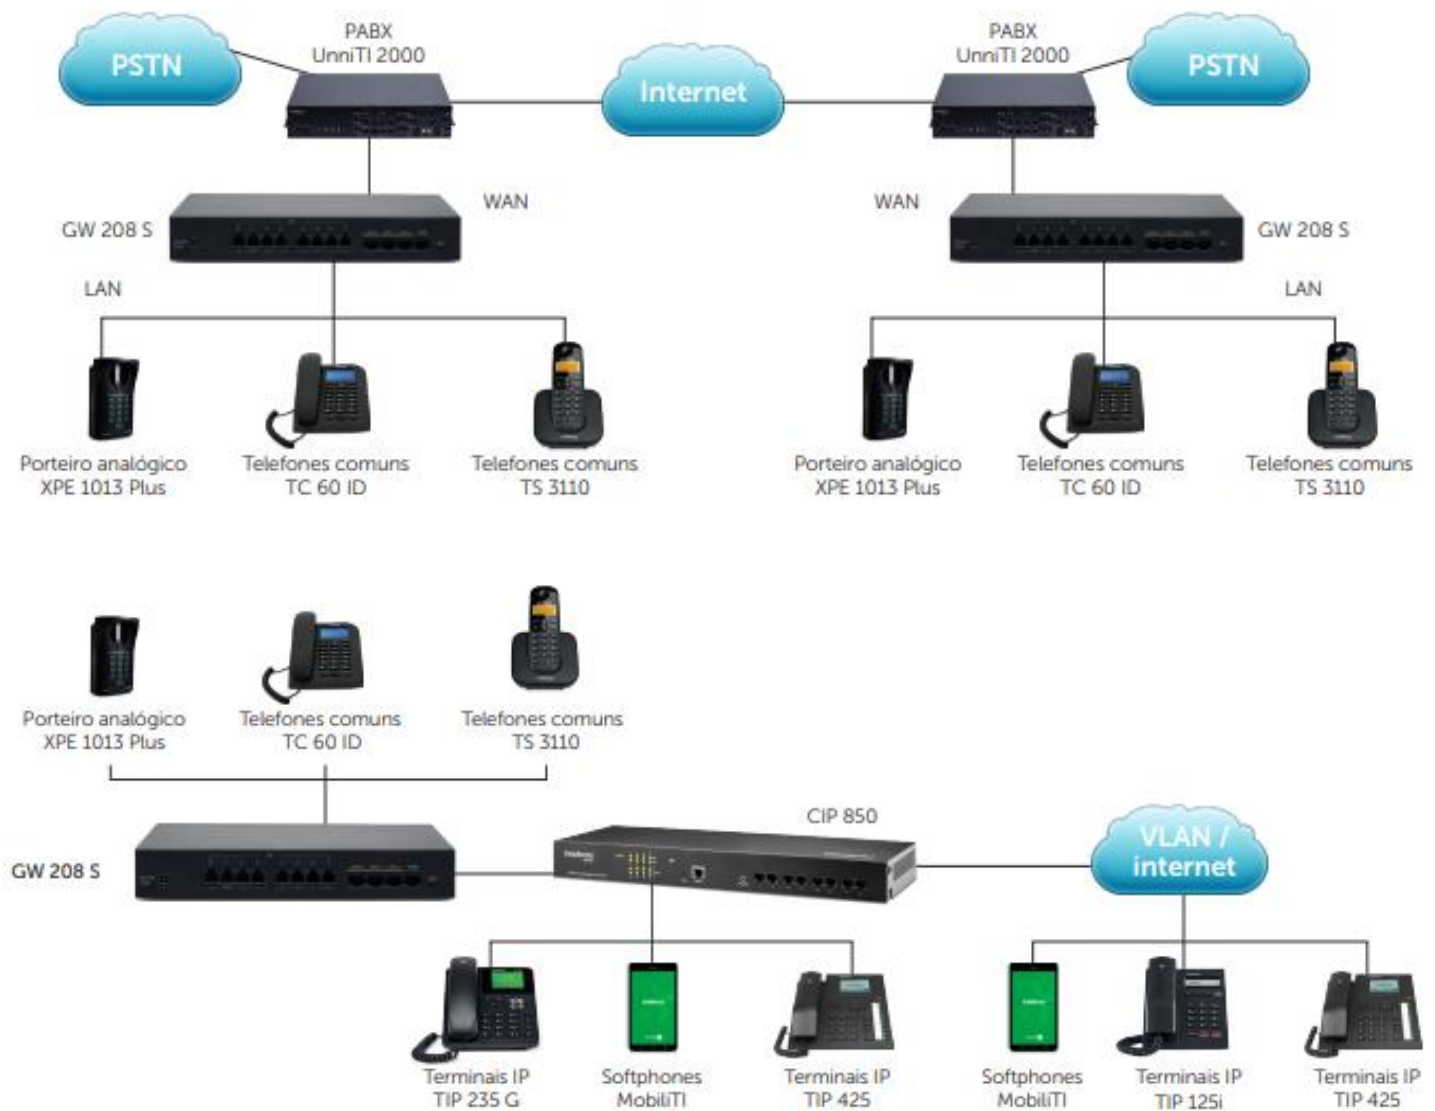 PABX
UnniTI 2000
PSTN
Internet
PABX
UnniTI 2000
PSTN
GW 208 S
WAN
WAN
GW 208 S
LAN
LAN
Porteiro analógico
XPE 1013 Plus
Telefones comuns
TC 60 ID
Telefones comuns
TS 3110
Porteiro analógico
XPE 1013 Plus
Telefones comuns
TC 60 ID
Telefones comuns
TS 3110
Porteiro analógico
XPE 1013 Plus
Telefones comuns
TC 60 ID
Telefones comuns
TS 3110
GW 208 S
CIP 850
VLAN /
internet
Terminais IP
TIP 235 G
Softphones
MobiliTI
Terminais IP
TIP 425
Softphones
MobiliTI
Terminais IP
TIP 125i
Terminais IP
TIP 425